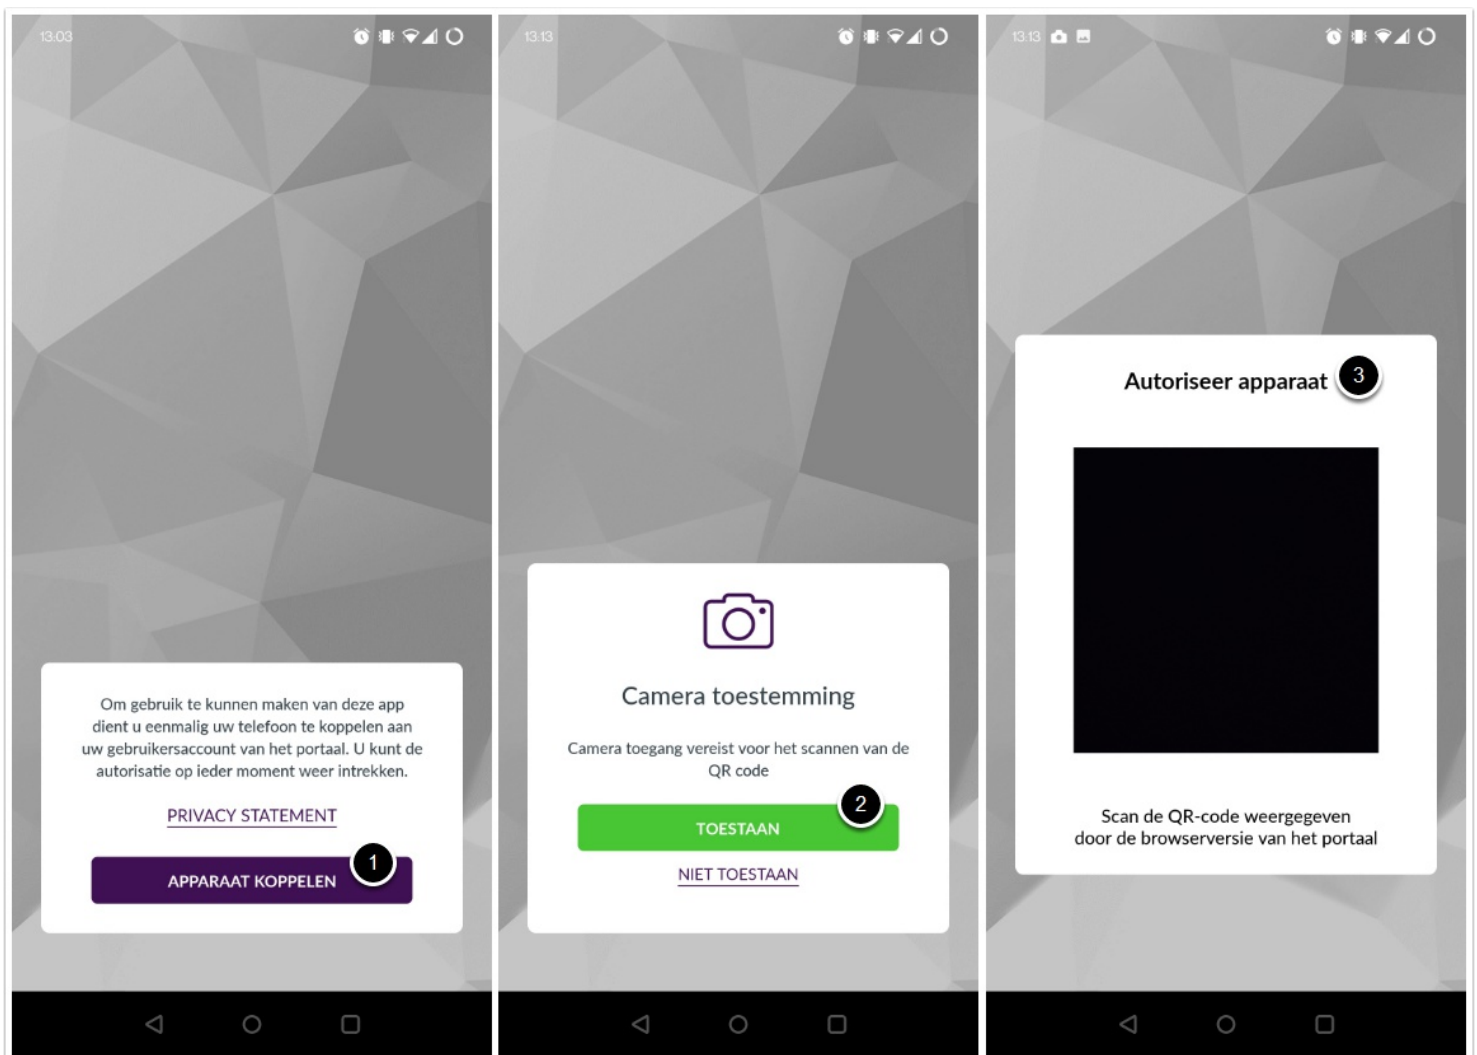 13:03
Om gebruik te kunnen maken van deze app
dient u eenmalig uw telefoon te koppelen aan
uw gebruikersaccount van het portaal. U kunt de
autorisatie op ieder moment weer intrekken.
PRIVACY STATEMENT
1
APPARAAT KOPPELEN
13:13
Camera toestemming
Camera toegang vereist voor het scannen van de
QR code
2
TOESTAAN
NIET TOESTAAN
13:13
Autoriseer apparaat 3
Scan de QR-code weergegeven
door de browserversie van het portaal